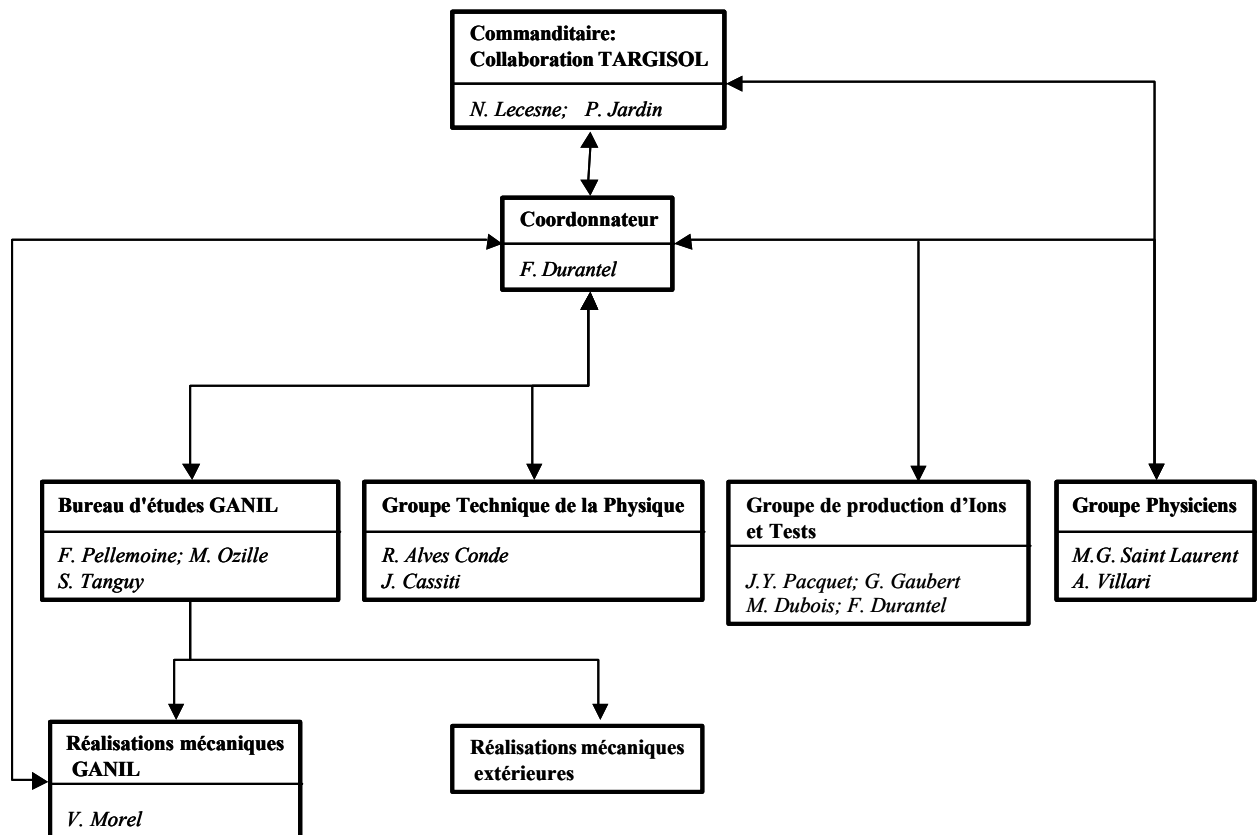 Commanditaire:
Collaboration TARGISOL
N. Lecesne; P. Jardin
Coordonnateur
F. Durantel
Bureau d'études GANIL
F. Pellemoine; M. Ozille
S. Tanguy
Groupe Technique de la Physique
R. Alves Conde
J. Cassiti
Groupe de production d’Ions
et Tests
J.Y. Pacquet; G. Gaubert
M. Dubois; F. Durantel
Groupe Physiciens
M.G. Saint Laurent
A. Villari
Réalisations mécaniques
GANIL
V. Morel
Réalisations mécaniques
extérieures